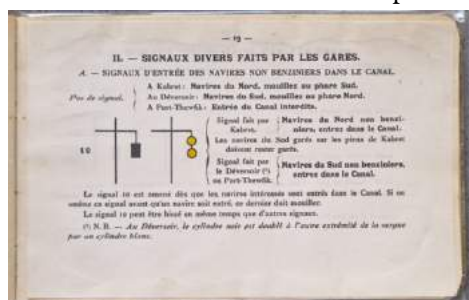 — 19 —
II. — SIGNAUX DIVERS FAITS PAR LES GARES.
A. — SIGNAUX D'ENTRÉE DES NAVIRES NON BENZINIERS DANS LE CANAL.
Pas de signal.
A Kabret: Navires du Nord, mouillez au phare Sud.
Au Déversoir: Navires du Sud, mouillez au phare Nord.
A Port-Thewfik: Entrée du Canal interdite.
10
Signal fait par Kabret.
Navires du Nord non benziniers, entrez dans le Canal.
Les navires du Sud garés sur les pieux de Kabret doivent rester garés.
Signal fait par le Déversoir (1) ou Port-Thewfik.
Navires du Sud non benziniers, entrez dans le Canal.
Le signal 10 est amené dès que les navires intéressés sont entrés dans le Canal. Si on
amène ce signal avant qu'un navire soit entré, ce dernier doit mouiller.
Le signal 10 peut être hissé en même temps que d'autres signaux.
(1) N. B. — Au Déversoir, le cylindre noir est doublé à l'autre extrémité de la vergue
par un cylindre blanc.